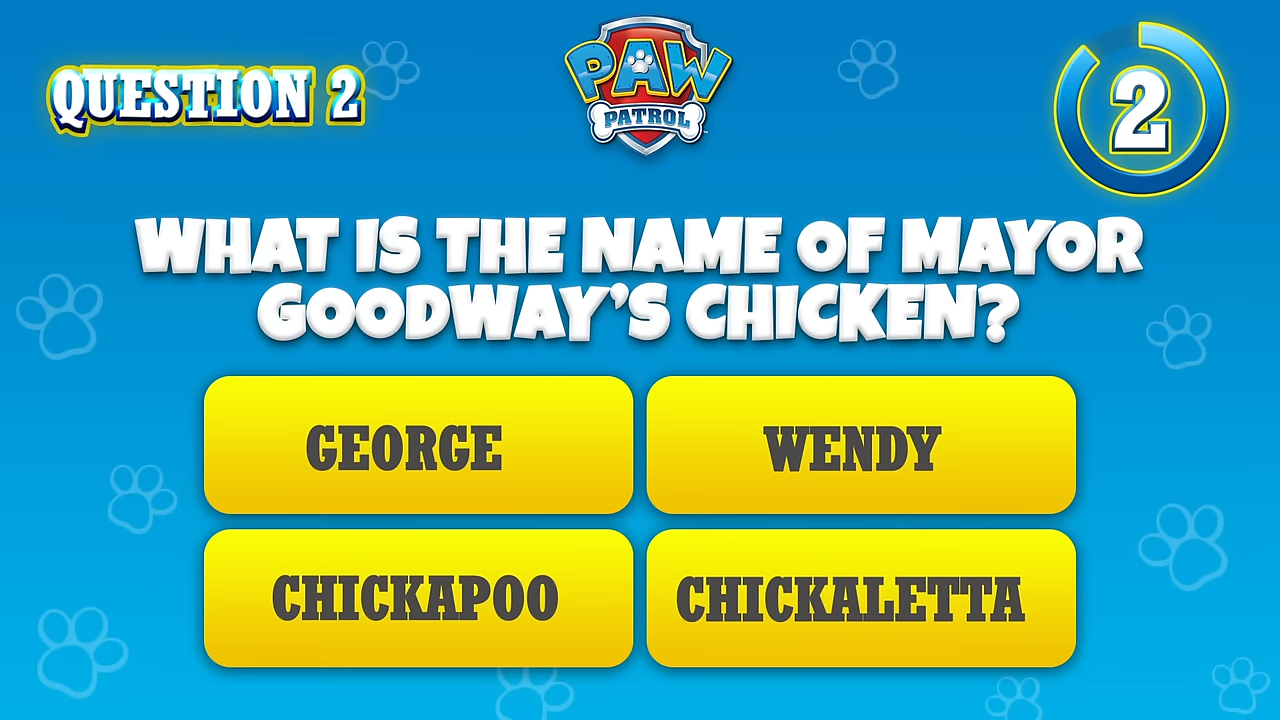 QUESTION 2
PAW
PATROL
2
WHAT IS THE NAME OF MAYOR
GOODWAY'S CHICKEN?
GEORGE
WENDY
CHICKAPOO
CHICKALETTA